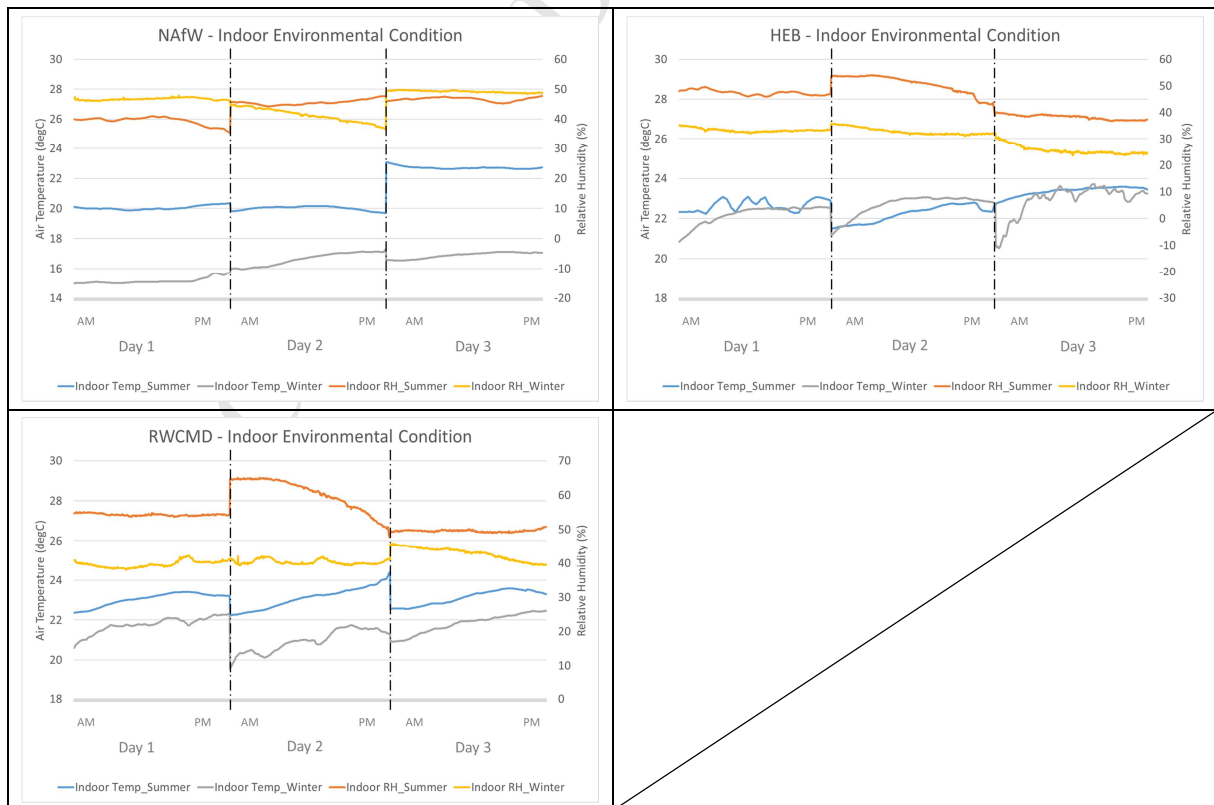 NAfW - Indoor Environmental Condition
30 60
28 50
26 40
24 30
22 20
20 10
18 0
16 -10
14 -20
Air Temperature (degC)
Relative Humidity (%)
AM PM AM PM AM PM
Day 1 Day 2 Day 3
Indoor Temp_Summer Indoor Temp_Winter Indoor RH_Summer Indoor RH_Winter
HEB - Indoor Environmental Condition
30 60
50
28 40
26 30
20
24 10
0
22 -10
20 -20
18 -30
Air Temperature (degC)
Relative Humidity (%)
AM PM AM PM AM PM
Day 1 Day 2 Day 3
Indoor Temp_Summer Indoor Temp_Winter Indoor RH_Summer Indoor RH_Winter
RWCMD - Indoor Environmental Condition
30 70
28 60
26 50
24 40
30
22 20
20 10
18 0
Air Temperature (degC)
Relative Humidity (%)
AM PM AM PM AM PM
Day 1 Day 2 Day 3
Indoor Temp_Summer Indoor Temp_Winter Indoor RH_Summer Indoor RH_Winter